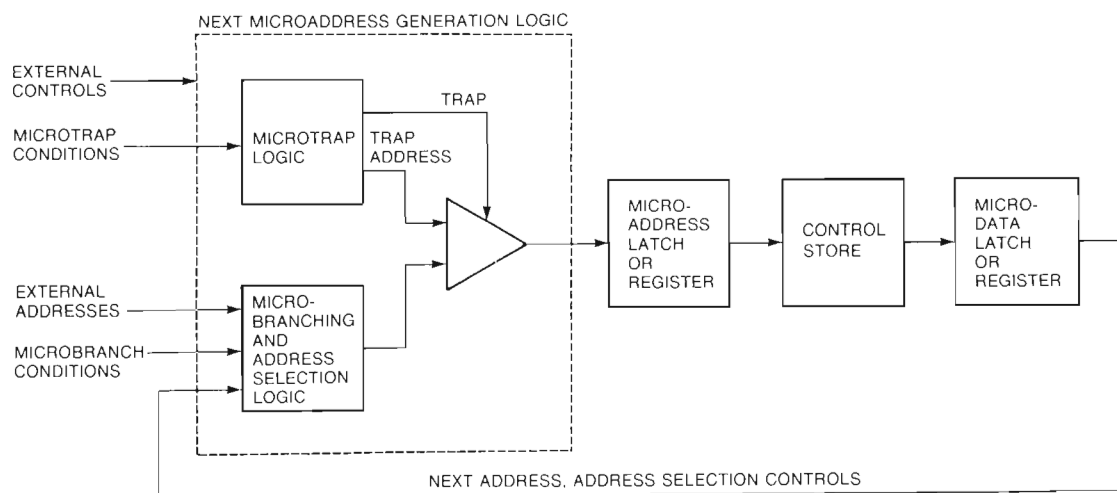 NEXT MICROADDRESS GENERATION LOGIC
EXTERNAL
CONTROLS
MICROTRAP
CONDITIONS
MICROTRAP
LOGIC
TRAP
TRAP
ADDRESS
EXTERNAL
ADDRESSES
MICROBRANCH
CONDITIONS
MICRO-
BRANCHING
AND
ADDRESS
SELECTION
LOGIC
MICRO-
ADDRESS
LATCH
OR
REGISTER
CONTROL
STORE
MICRO-
DATA
LATCH
OR
REGISTER
NEXT ADDRESS, ADDRESS SELECTION CONTROLS